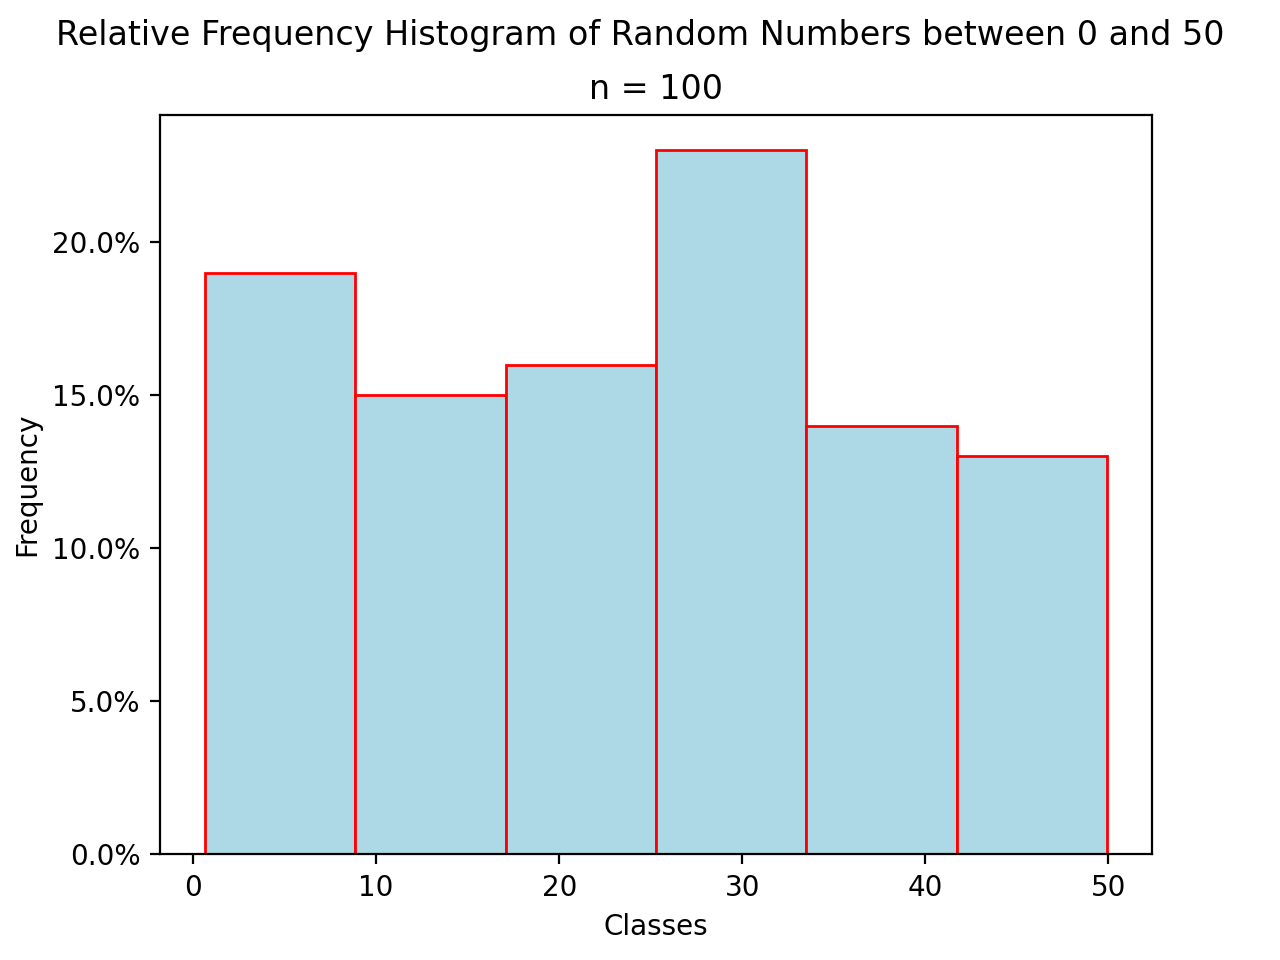 Relative Frequency Histogram of Random Numbers between 0 and 50
n = 100
20.0%
15.0%
10.0%
5.0%
0.0%
Frequency
0 10 20 30 40 50
Classes